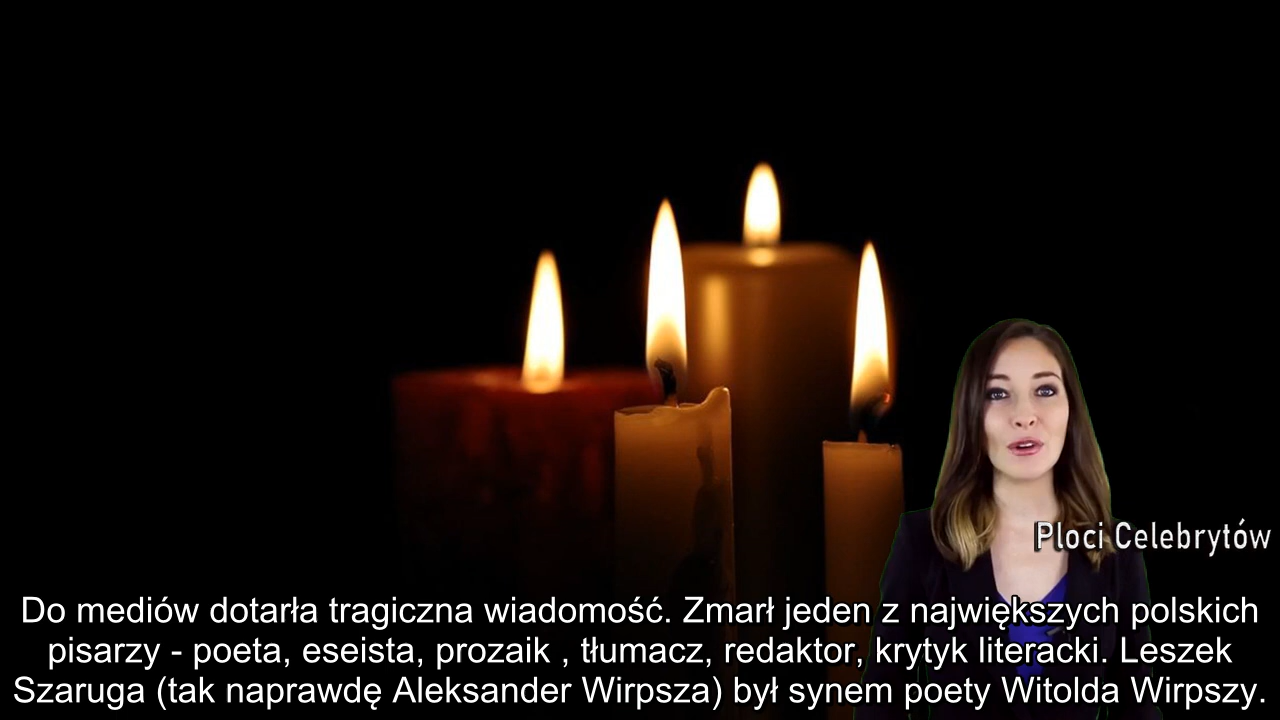 Ploci Celebrytów
Do mediów dotarła tragiczna wiadomość. Zmarł jeden z największych polskich
pisarzy - poeta, eseista, prozaik , tłumacz, redaktor, krytyk literacki. Leszek
Szaruga (tak naprawdę Aleksander Wirpsza) był synem poety Witolda Wirpszy.